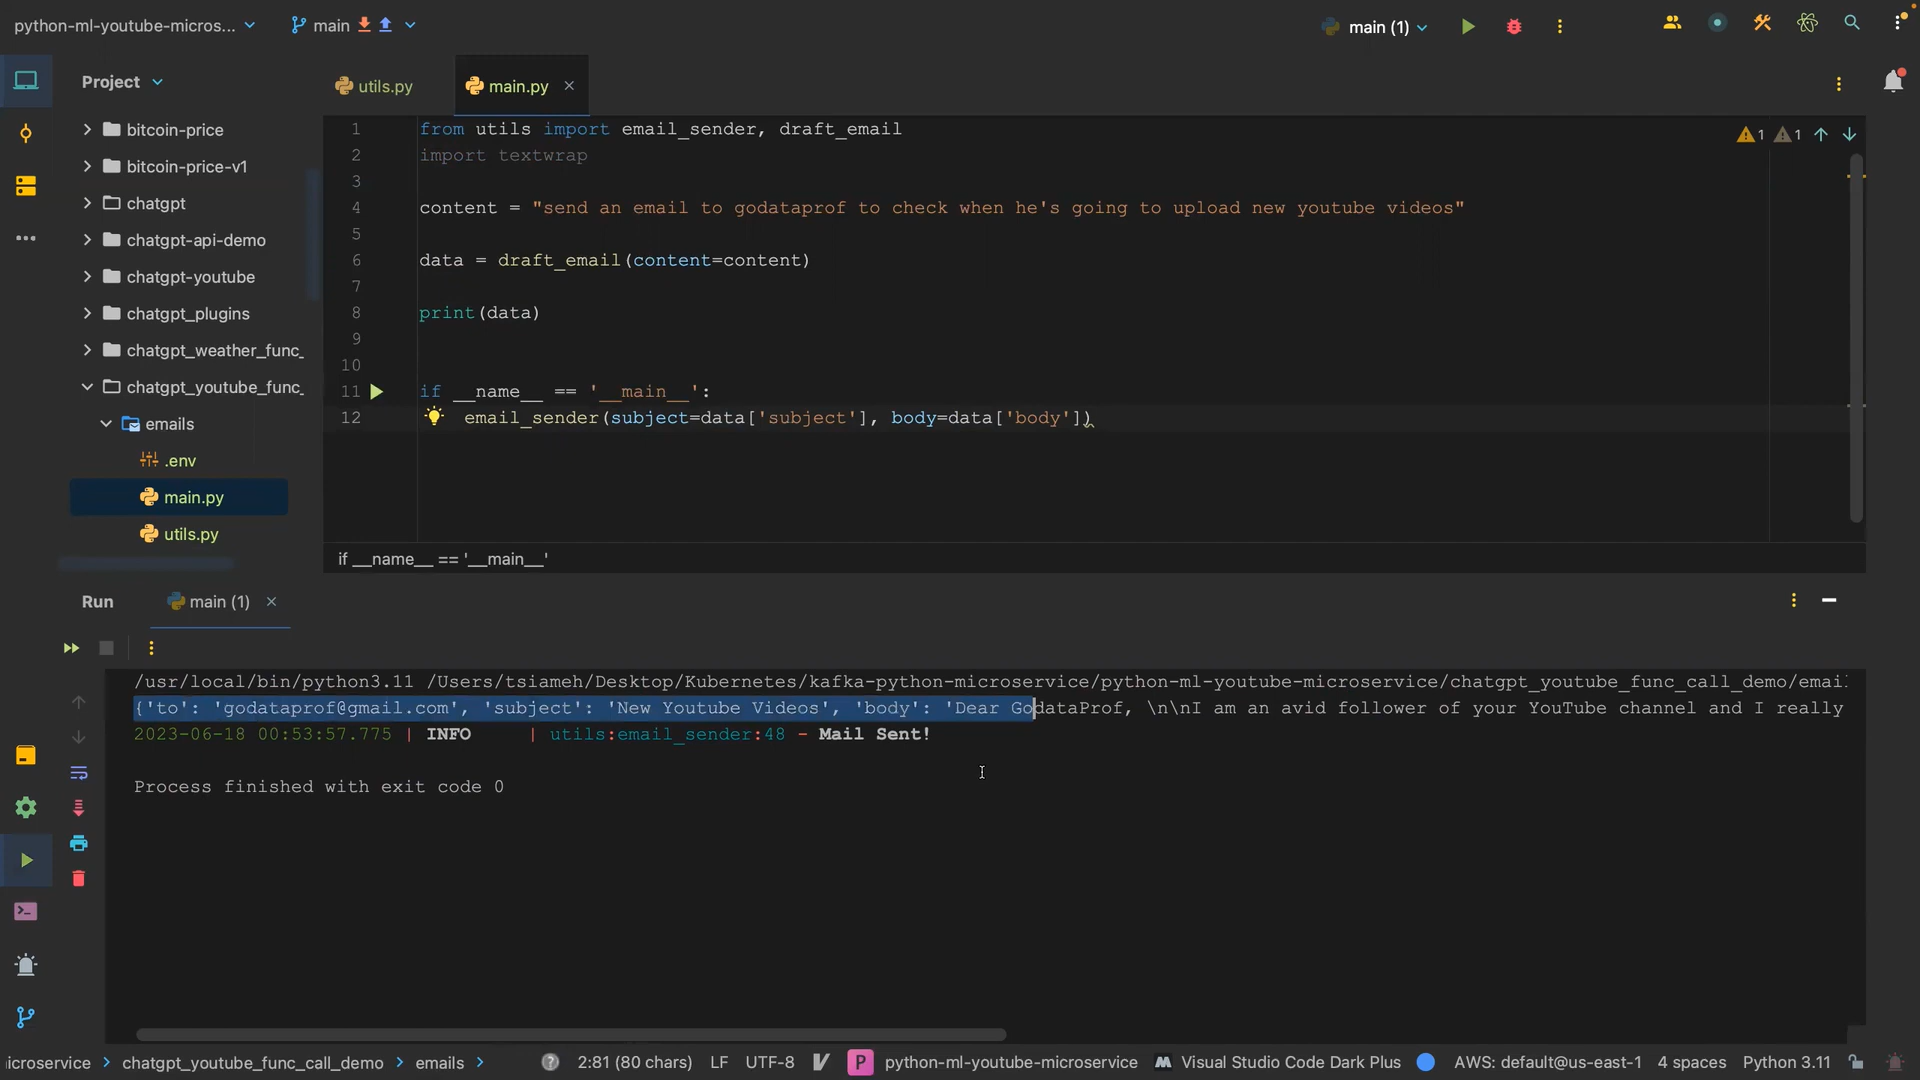 python-ml-youtube-micros...
main
main (1)
Project
utils.py
main.py
bitcoin-price
bitcoin-price-v1
chatgpt
chatgpt-api-demo
chatgpt-youtube
chatgpt_plugins
chatgpt_weather_func_
chatgpt_youtube_func_
emails
.env
main.py
utils.py
1 from utils import email_sender, draft_email
2 import textwrap
3
4 content = "send an email to godataprof to check when he's going to upload new youtube videos"
5
6 data = draft_email(content=content)
7
8 print(data)
9
10
11 if __name__ == '__main__':
12 email_sender(subject=data['subject'], body=data['body'])
1 1
if __name__ == '__main__'
Run
main (1)
/usr/local/bin/python3.11 /Users/tsiameh/Desktop/Kubernetes/kafka-python-microservice/python-ml-youtube-microservice/chatgpt_youtube_func_call_demo/email
{'to': 'godataprof@gmail.com', 'subject': 'New Youtube Videos', 'body': 'Dear GodataProf, \n\nI am an avid follower of your YouTube channel and I really
2023-06-18 00:53:57.775 | INFO | utils:email_sender:48 - Mail Sent!
Process finished with exit code 0
icroservice > chatgpt_youtube_func_call_demo > emails >
2:81 (80 chars) LF UTF-8 P python-ml-youtube-microservice Visual Studio Code Dark Plus AWS: default@us-east-1 4 spaces Python 3.11